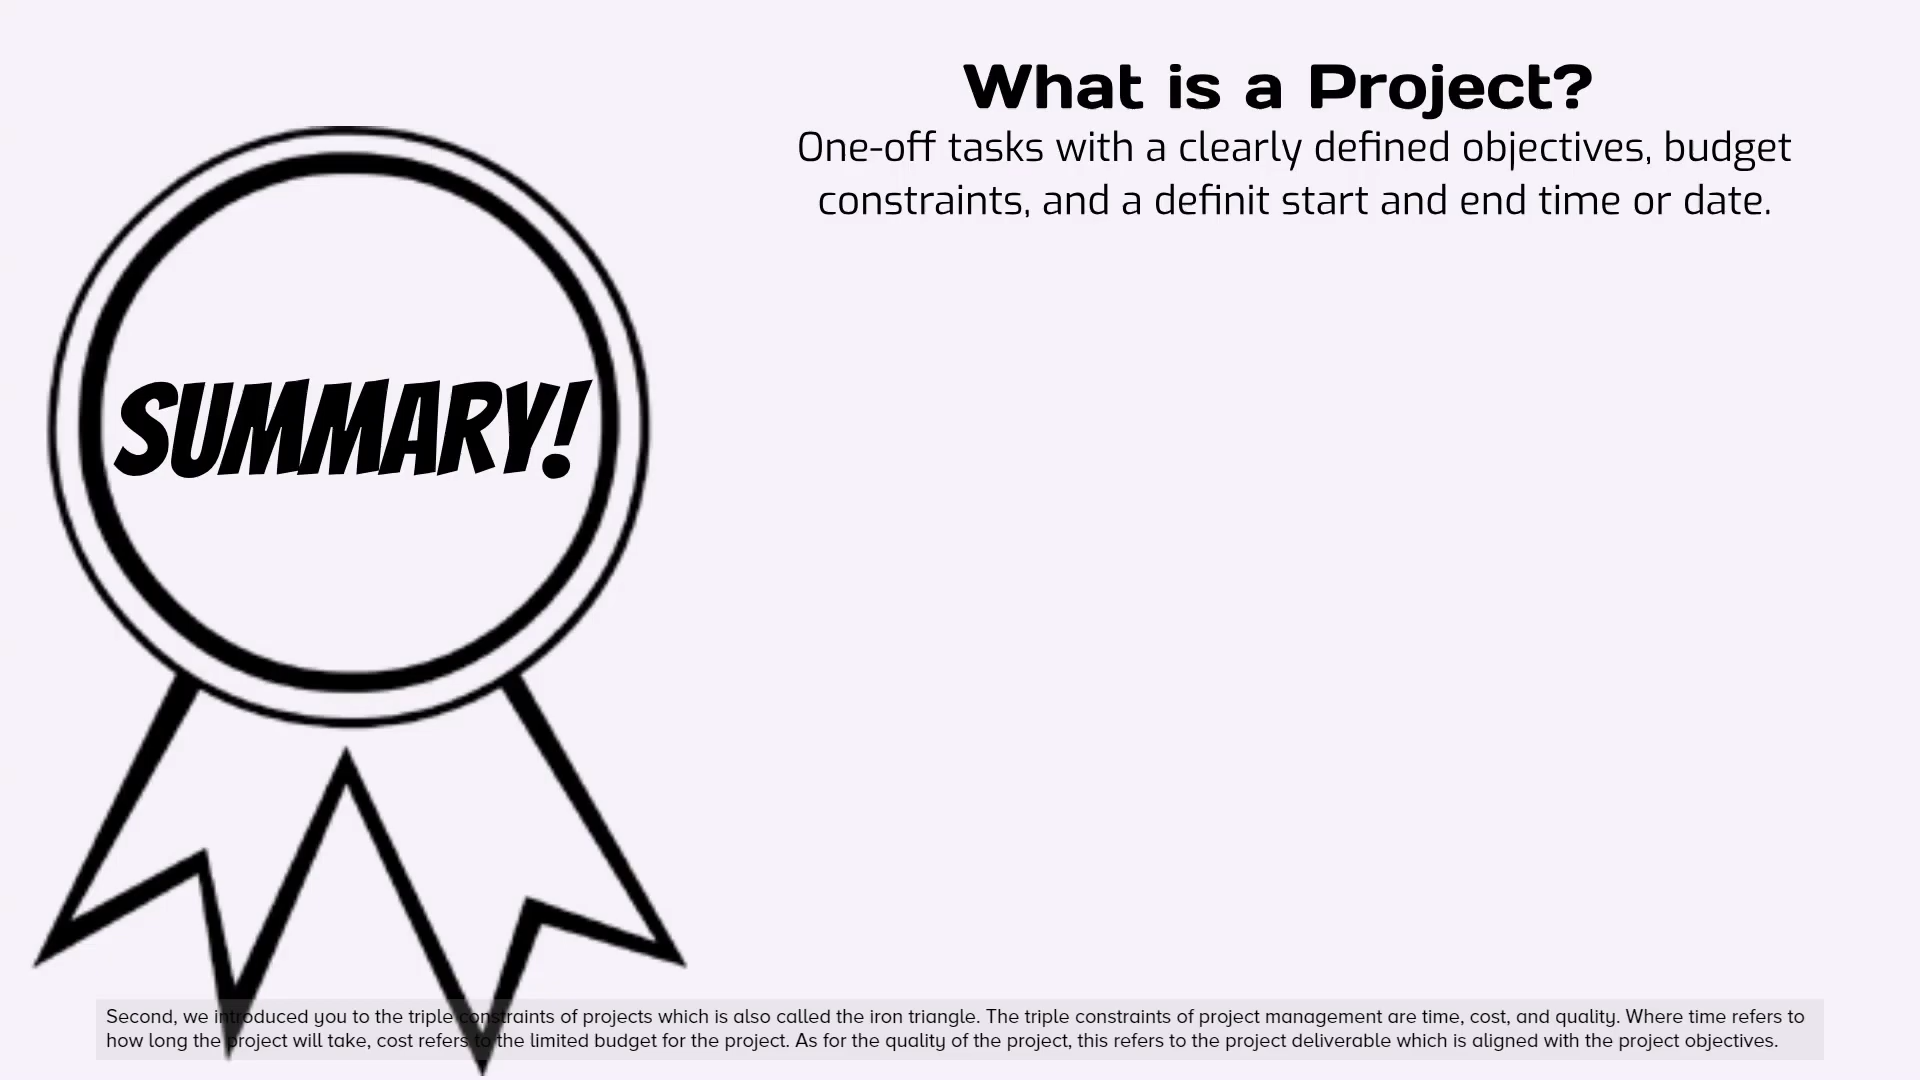 What is a Project?
One-off tasks with a clearly defined objectives, budget
constraints, and a definit start and end time or date.
SUMMARY!
Second, we introduced you to the triple constraints of projects which is also called the iron triangle. The triple constraints of project management are time, cost, and quality. Where time refers to
how long the project will take, cost refers to the limited budget for the project. As for the quality of the project, this refers to the project deliverable which is aligned with the project objectives.